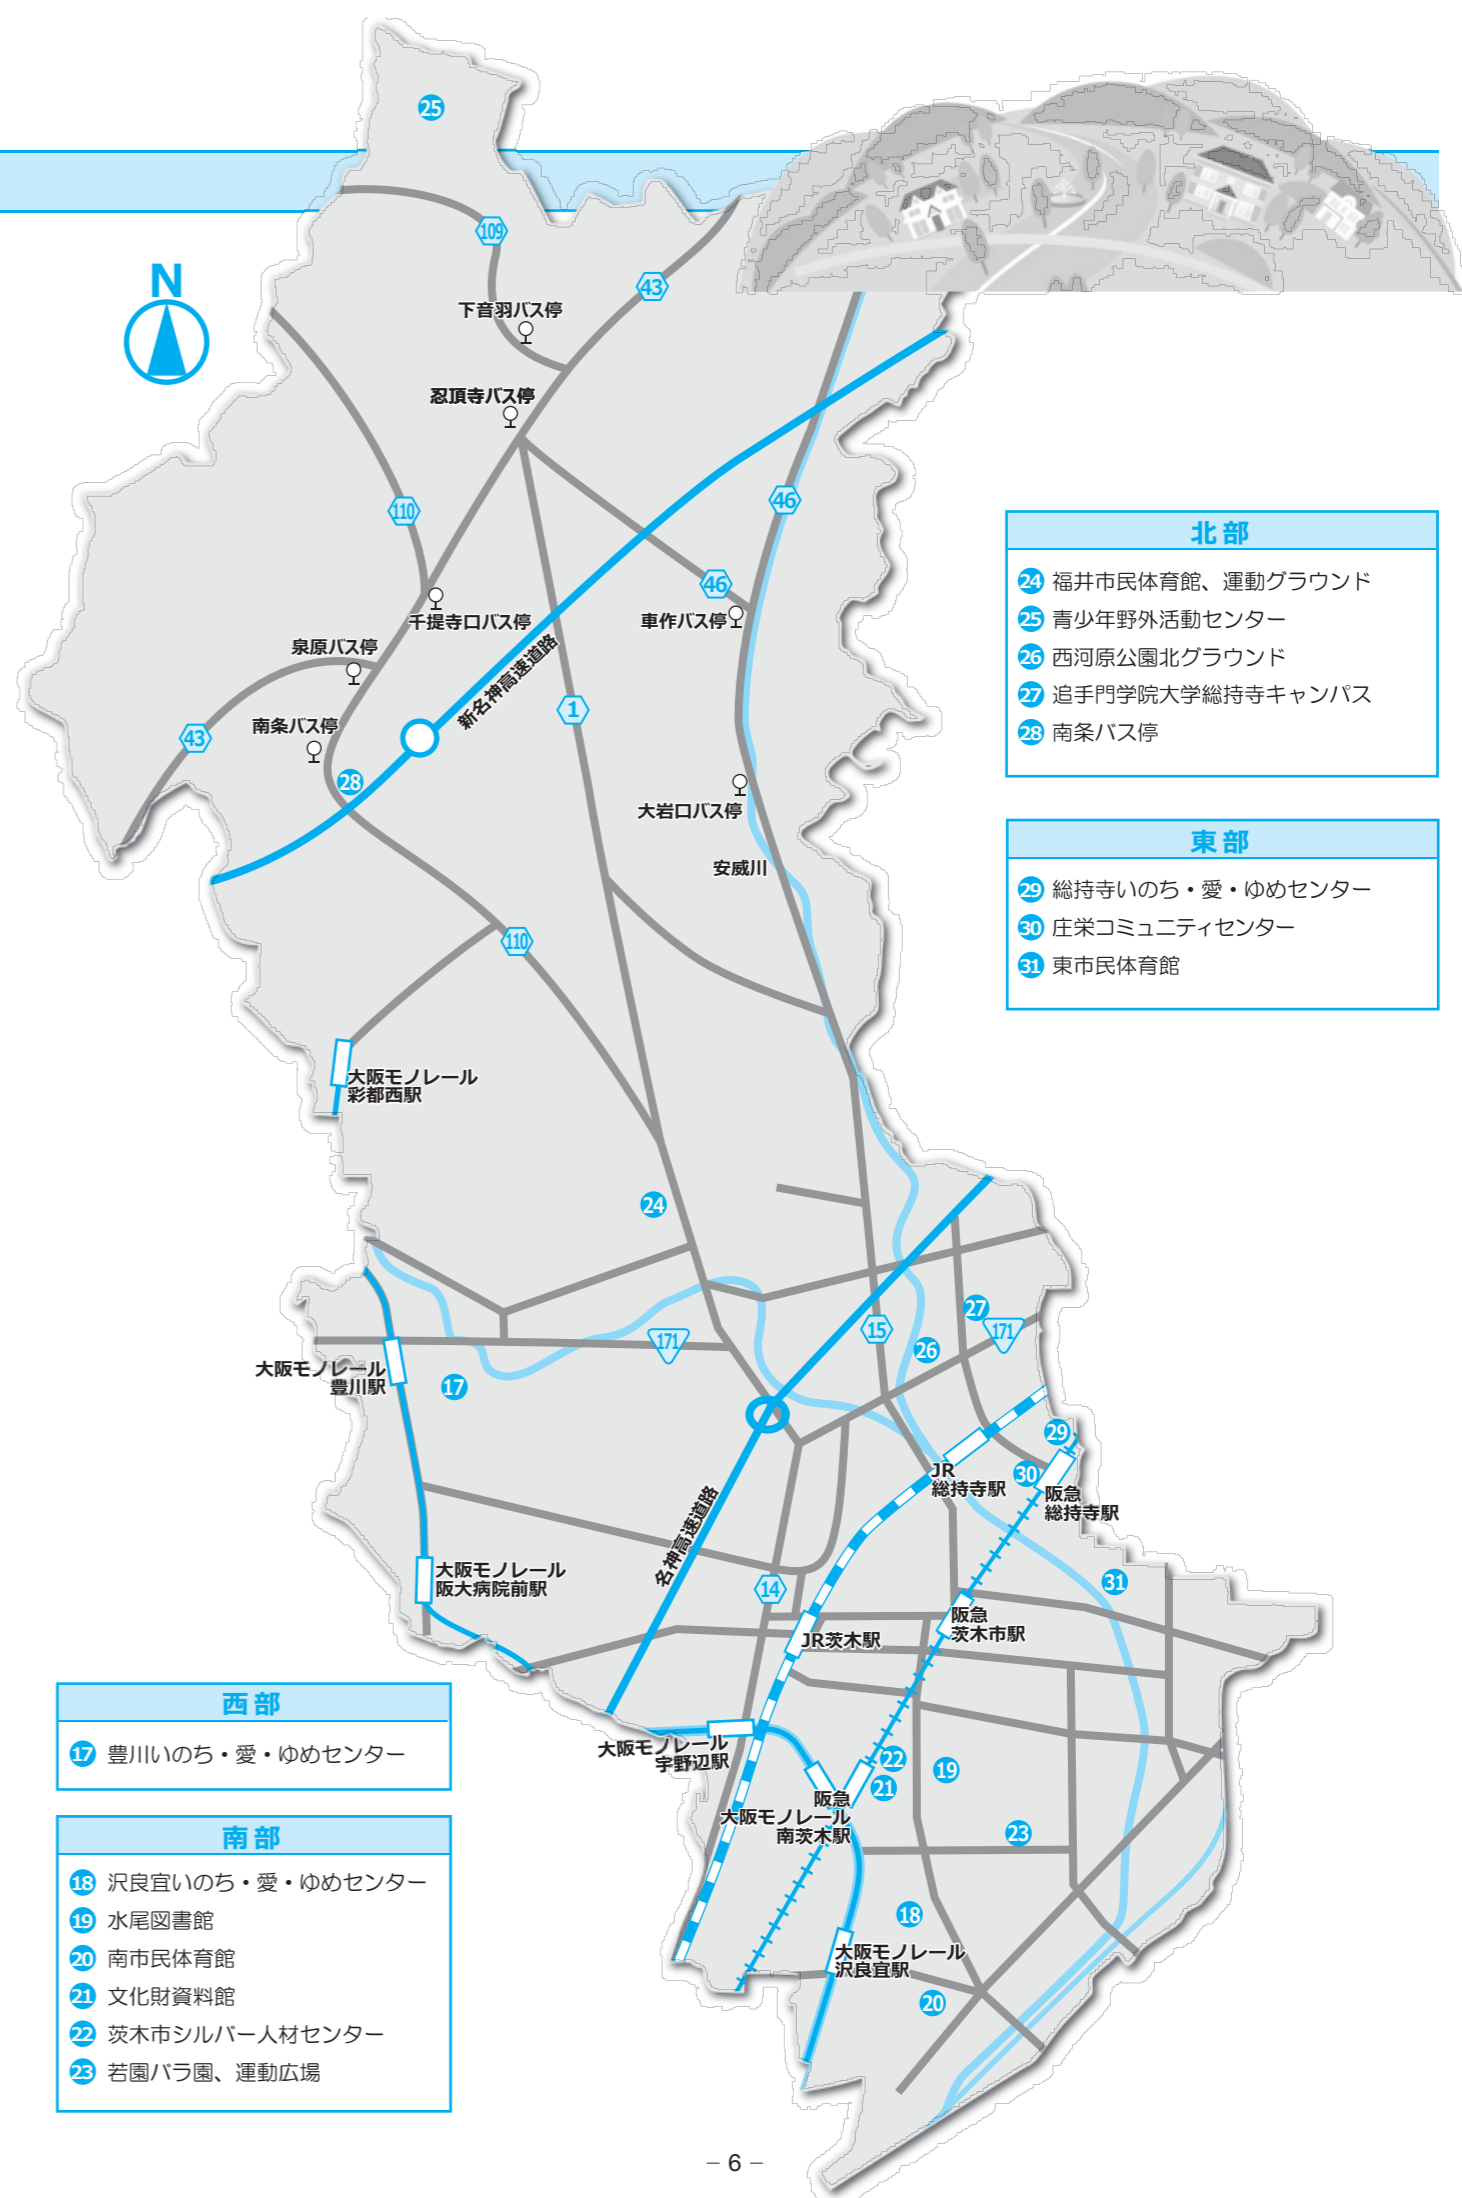 25
109
N
43
下音羽バス停
忍頂寺バス停
46
110
北部
24 福井市民体育館、運動グラウンド
25 青少年野外活動センター
26 西河原公園北グラウンド
27 追手門学院大学総持寺キャンパス
28 南条バス停
46
千提寺口バス停
車作バス停
泉原バス停
新名神高速道路
1
南条バス停
43
28
大岩口バス停
東部
29 総持寺いのち・愛・ゆめセンター
30 庄栄コミュニティセンター
31 東市民体育館
安威川
110
大阪モノレール
彩都西駅
24
27
15
171
171
26
大阪モノレール
豊川駅
17
29
30
JR
総持寺駅
阪急
総持寺駅
名神高速道路
大阪モノレール
阪大病院前駅
14
31
阪急
茨木市駅
JR茨木駅
西部
17 豊川いのち・愛・ゆめセンター
大阪モノレール
宇野辺駅
22
19
21
阪急
大阪モノレール
南茨木駅
23
南部
18 沢良宜いのち・愛・ゆめセンター
19 水尾図書館
20 南市民体育館
21 文化財資料館
22 茨木市シルバー人材センター
23 若園バラ園、運動広場
18
大阪モノレール
沢良宜駅
20
− 6 −